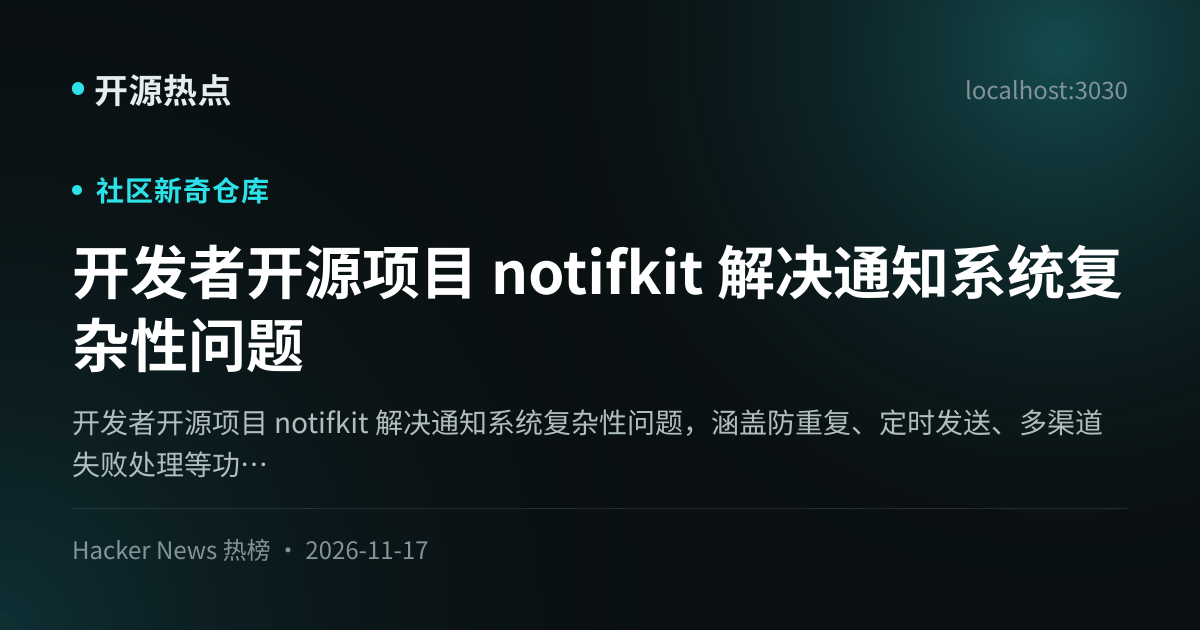 开源热点
localhost:3030
社区新奇仓库
开发者开源项目 notifkit 解决通知系统复
杂性问题
开发者开源项目 notifkit 解决通知系统复杂性问题，涵盖防重复、定时发送、多渠道
失败处理等功…
Hacker News 热榜 · 2026-11-17